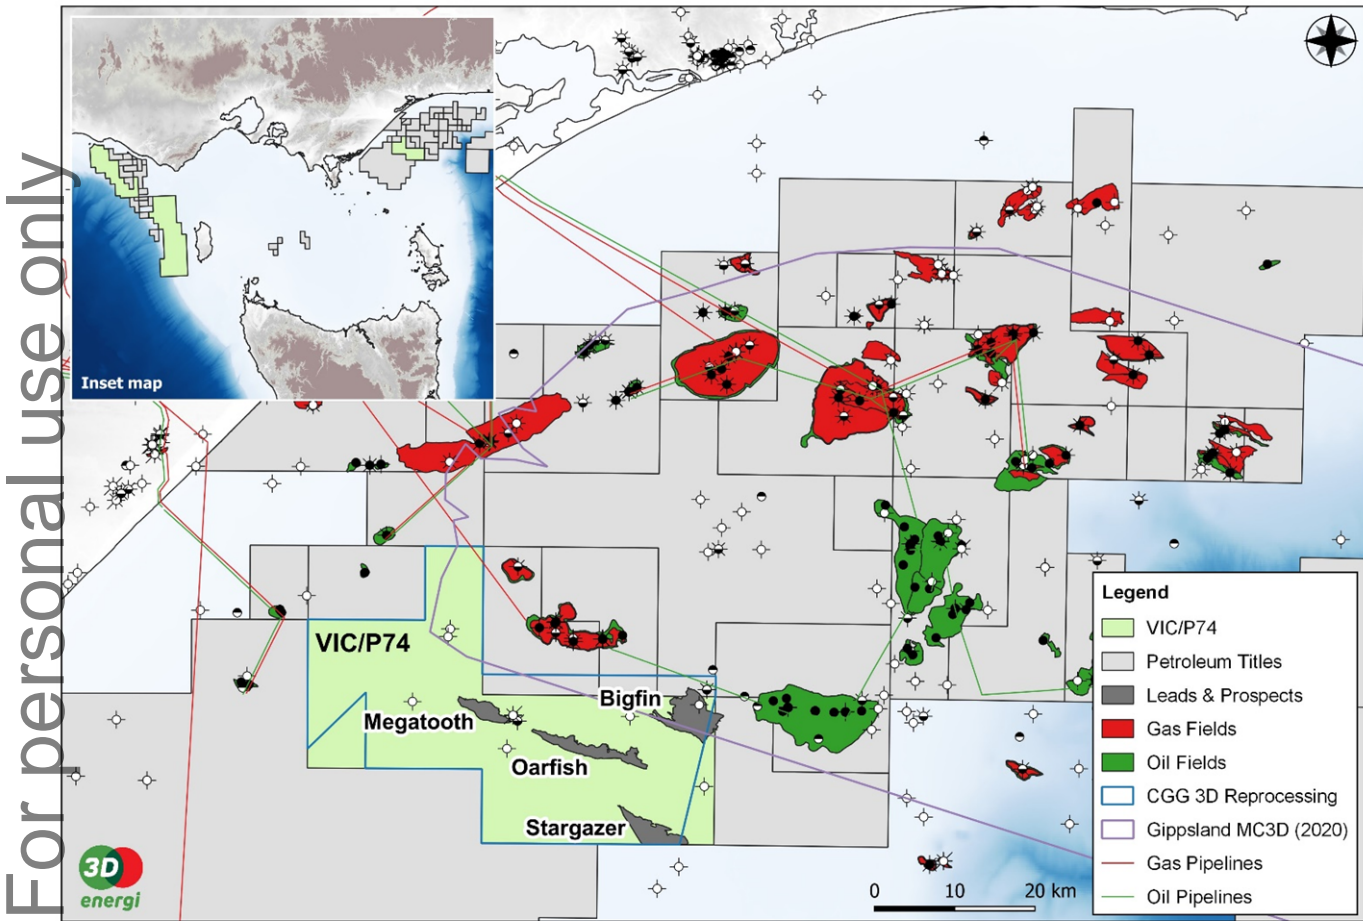 For personal use only
Inset map
VIC/P74
Megatooth
Bigfin
Oarfish
Stargazer
Legend
VIC/P74
Petroleum Titles
Leads & Prospects
Gas Fields
Oil Fields
CGG 3D Reprocessing
Gippsland MC3D (2020)
Gas Pipelines
Oil Pipelines
0 10 20 km
3D
energi